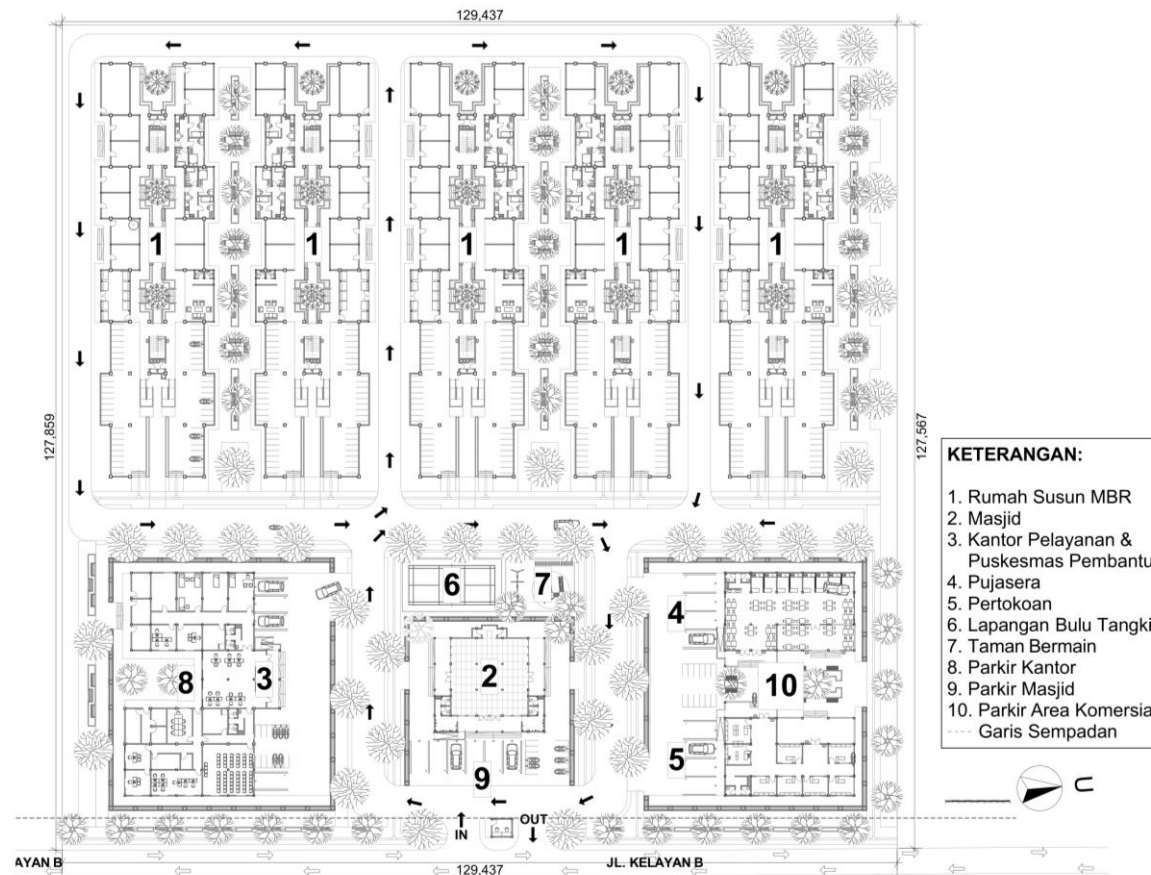 129,437
1
1
1
1
1
127,859
127,567
KETERANGAN:
1. Rumah Susun MBR
2. Masjid
3. Kantor Pelayanan &
Puskesmas Pembantu
4. Pujasera
5. Pertokoan
6. Lapangan Bulu Tangki
7. Taman Bermain
8. Parkir Kantor
9. Parkir Masjid
10. Parkir Area Komersia
Garis Sempadan
6
7
4
2
8
3
10
5
9
IN
OUT
U
AYAN B
JL. KELAYAN B
129,437